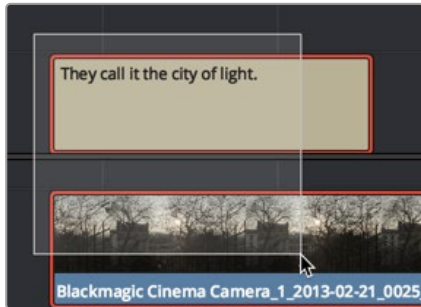 They call it the city of light.
Blackmagic Cinema Camera_1_2013-02-21_0025